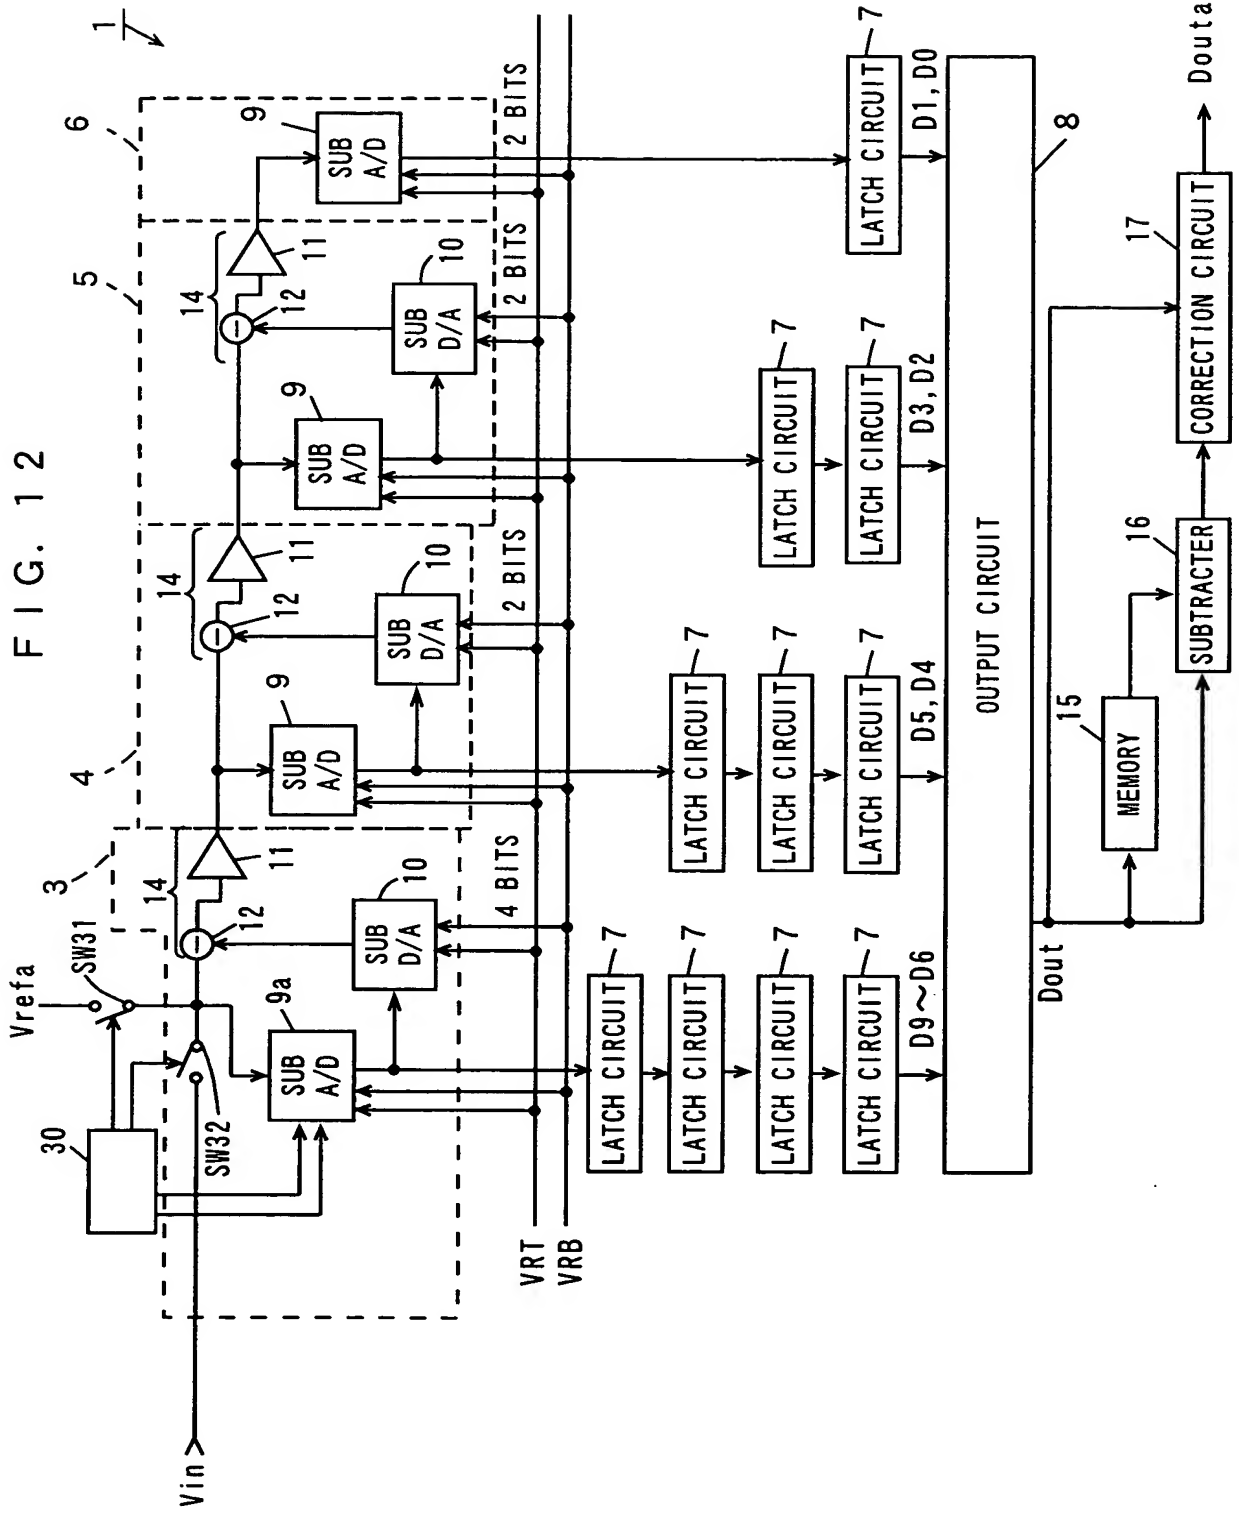 FIG. 12
1
6
5
4
3
Vrefa
SW31
30
SW32
Vin
14
12
11
14
12
11
14
12
11
9a
SUB A/D
10
SUB D/A
9
SUB A/D
10
SUB D/A
9
SUB A/D
10
SUB D/A
9
SUB A/D
4 BITS
2 BITS
2 BITS
2 BITS
VRT
VRB
LATCH CIRCUIT
7
LATCH CIRCUIT
7
LATCH CIRCUIT
7
LATCH CIRCUIT
7
LATCH CIRCUIT
7
LATCH CIRCUIT
7
LATCH CIRCUIT
7
LATCH CIRCUIT
7
LATCH CIRCUIT
7
LATCH CIRCUIT
7
D9~D6
D5, D4
D3, D2
D1, D0
OUTPUT CIRCUIT
8
Dout
15
MEMORY
16
SUBTRACTER
17
CORRECTION CIRCUIT
Douta